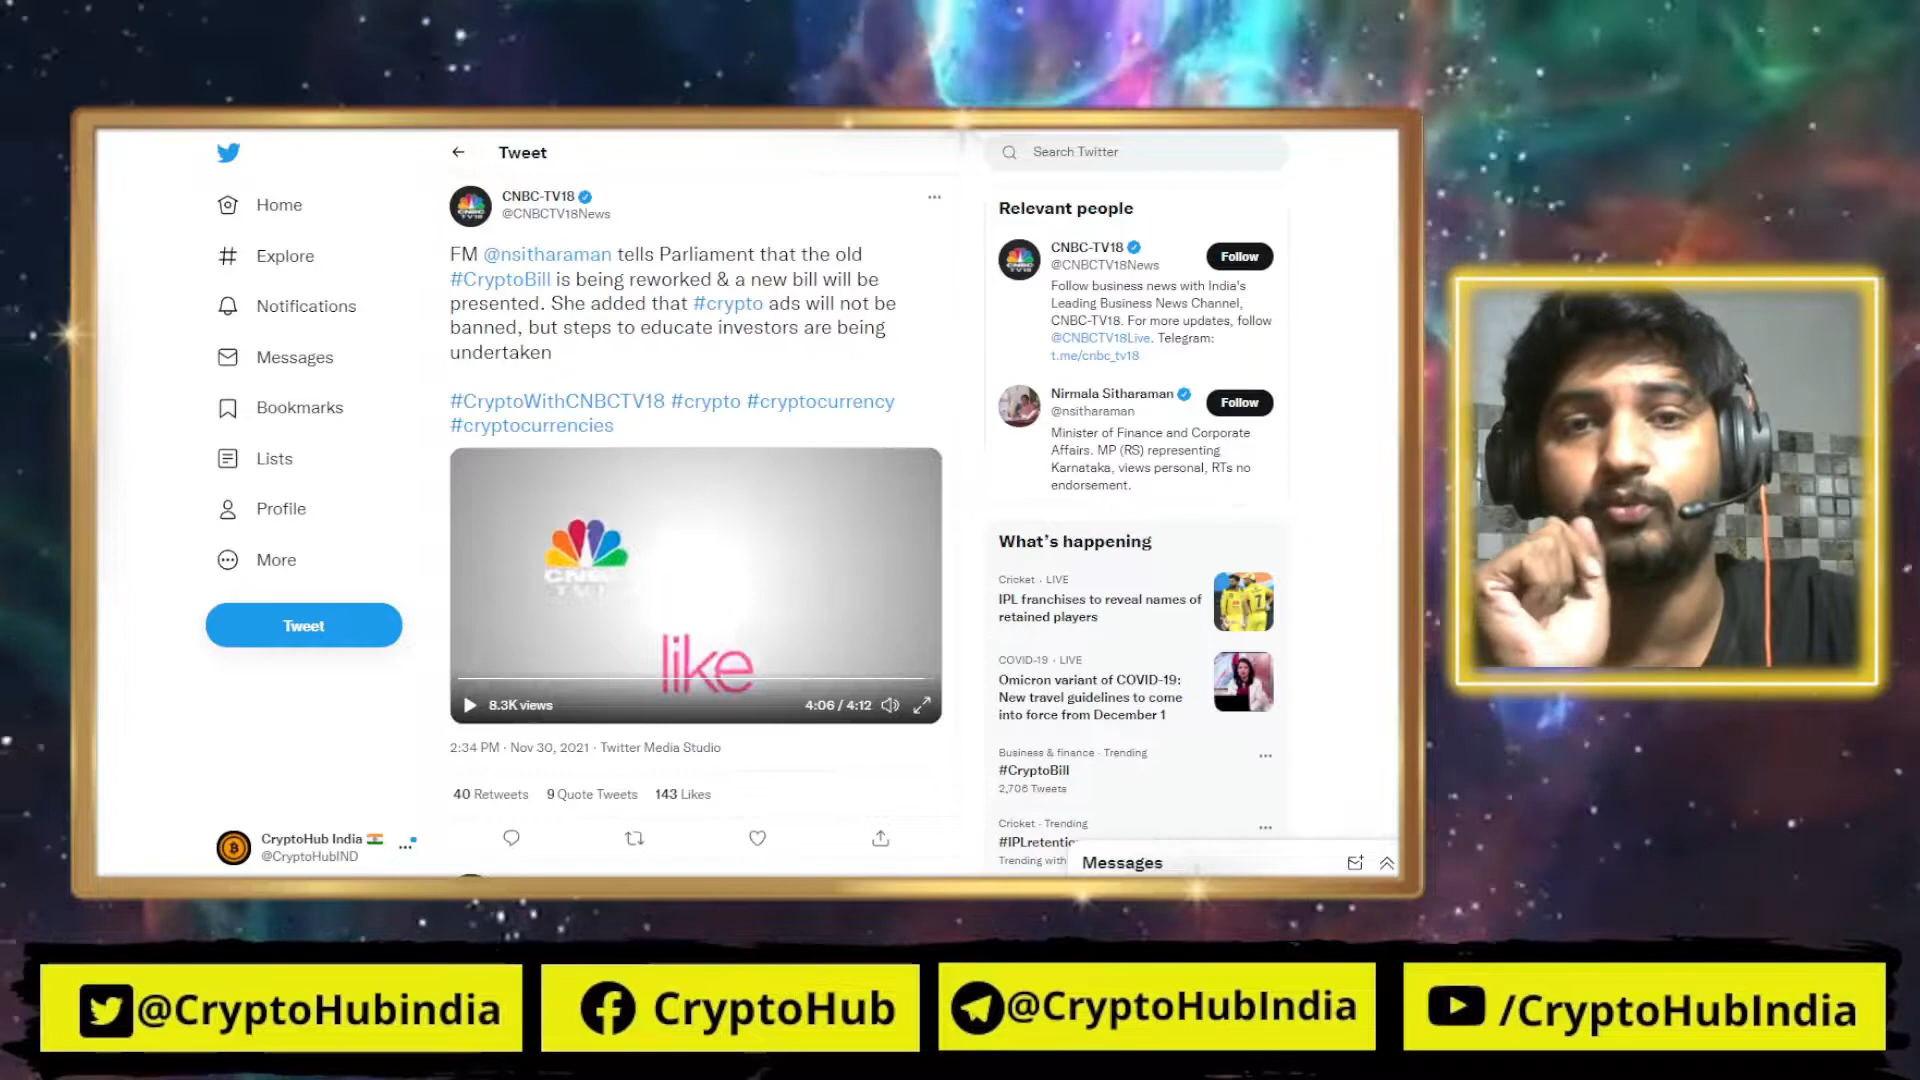 Home
Explore
Notifications
Messages
Bookmarks
Lists
Profile
More
Tweet
CryptoHub India
@CryptoHubIND
Tweet
CNBC-TV18
@CNBCTV18News
FM @nsitharaman tells Parliament that the old
#CryptoBill is being reworked & a new bill will be
presented. She added that #crypto ads will not be
banned, but steps to educate investors are being
undertaken
#CryptoWithCNBCTV18 #crypto #cryptocurrency
#cryptocurrencies
CNBC
TV18
like
8.3K views
4:06 / 4:12
2:34 PM · Nov 30, 2021 · Twitter Media Studio
40 Retweets 9 Quote Tweets 143 Likes
Search Twitter
Relevant people
CNBC-TV18
@CNBCTV18News
Follow
Follow business news with India's
Leading Business News Channel,
CNBC-TV18. For more updates, follow
@CNBCTV18Live. Telegram:
t.me/cnbc_tv18
Nirmala Sitharaman
@nsitharaman
Follow
Minister of Finance and Corporate
Affairs. MP (RS) representing
Karnataka, views personal, RTs no
endorsement.
What's happening
Cricket · LIVE
IPL franchises to reveal names of
retained players
COVID-19 · LIVE
Omicron variant of COVID-19:
New travel guidelines to come
into force from December 1
Business & finance · Trending
#CryptoBill
2,706 Tweets
Cricket · Trending
#IPLretentio
Trending with
Messages
@CryptoHubindia
CryptoHub
@CryptoHubIndia
/CryptoHubIndia